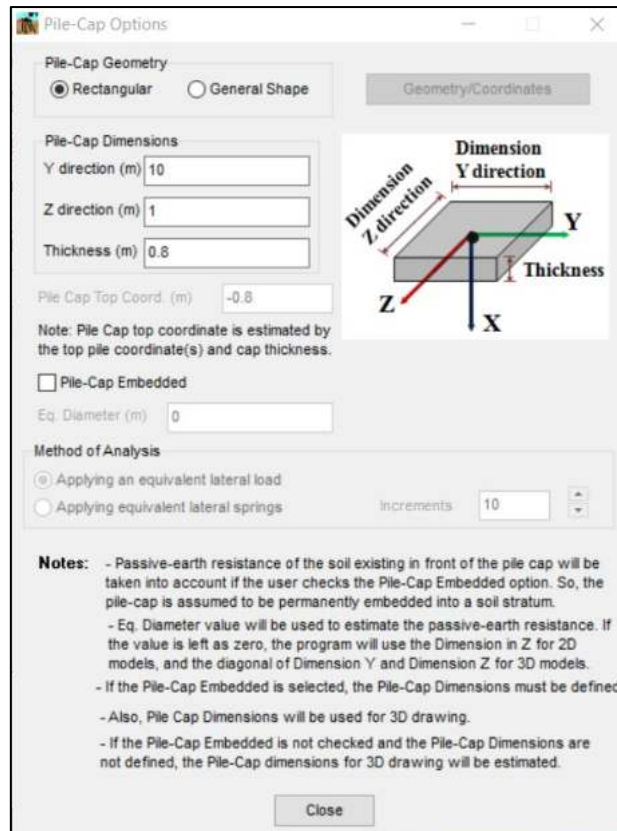 Pile-Cap Options
Pile-Cap Geometry
Rectangular
General Shape
Geometry/Coordinates
Pile-Cap Dimensions
Y direction (m) 10
Z direction (m) 1
Thickness (m) 0.8
Dimension
Y direction
Dimension
Z direction
Y
Thickness
Z
X
Pile Cap Top Coord. (m) -0.8
Note: Pile Cap top coordinate is estimated by
the top pile coordinate(s) and cap thickness.
Pile-Cap Embedded
Eq. Diameter (m) 0
Method of Analysis
Applying an equivalent lateral load
Applying equivalent lateral springs
Increments 10
Notes: - Passive-earth resistance of the soil existing in front of the pile cap will be
taken into account if the user checks the Pile-Cap Embedded option. So, the
pile-cap is assumed to be permanently embedded into a soil stratum.
- Eq. Diameter value will be used to estimate the passive-earth resistance. If
the value is left as zero, the program will use the Dimension in Z for 2D
models, and the diagonal of Dimension Y and Dimension Z for 3D models.
- If the Pile-Cap Embedded is selected, the Pile-Cap Dimensions must be defined
- Also, Pile Cap Dimensions will be used for 3D drawing.
- If the Pile-Cap Embedded is not checked and the Pile-Cap Dimensions are
not defined, the Pile-Cap dimensions for 3D drawing will be estimated.
Close